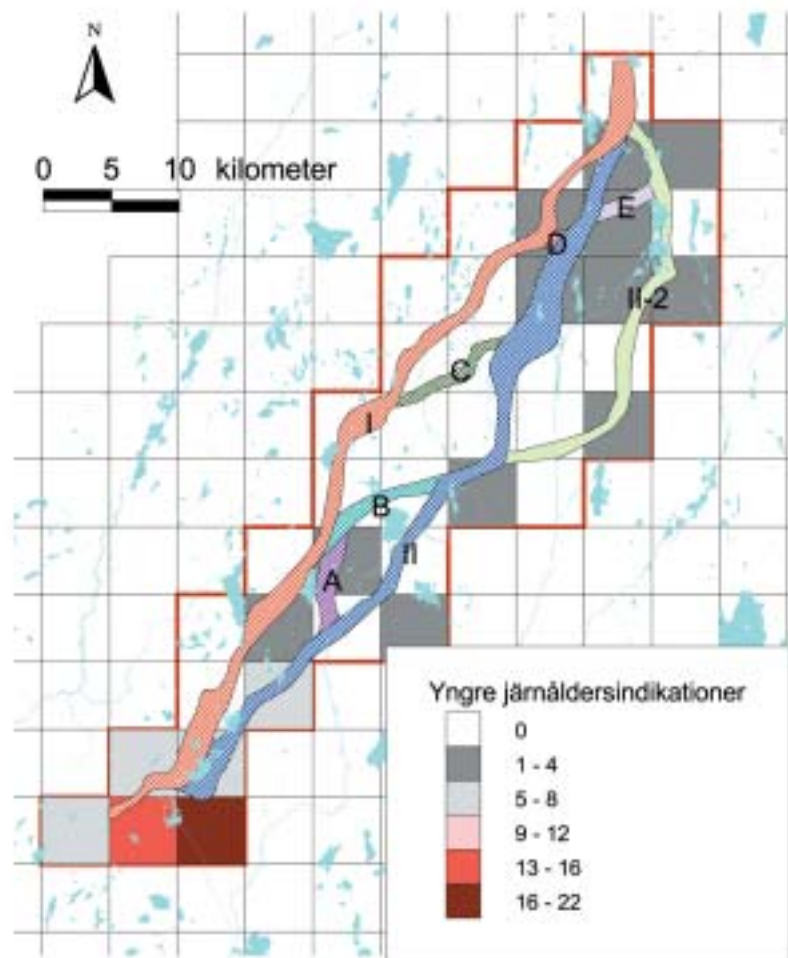 N
0 5 10 kilometer
E
D
II-2
C
I
B
II
A
Yngre järnåldersindikationer
0
1 - 4
5 - 8
9 - 12
13 - 16
16 - 22